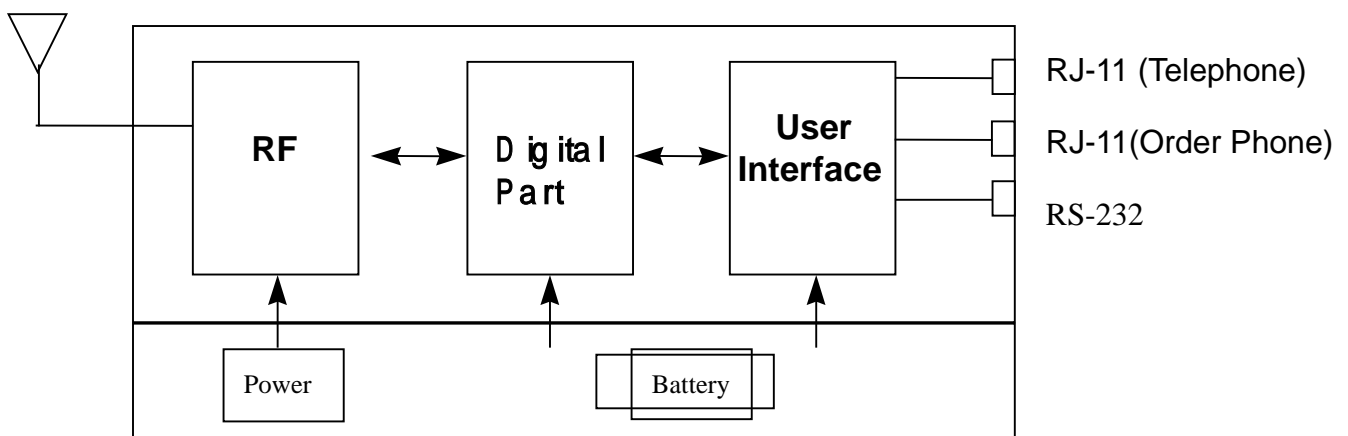 RF
Digital
Part
User
Interface
RJ-11 (Telephone)
RJ-11(Order Phone)
RS-232
Power
Battery